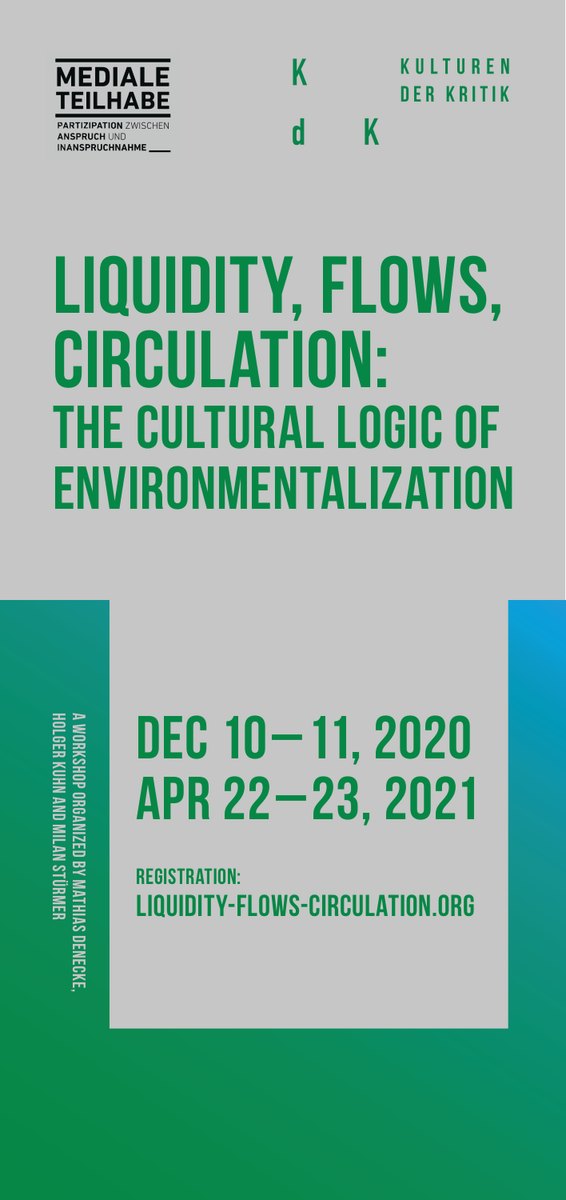 MEDIALE
TEILHABE
PARTIZIPATION ZWISCHEN
ANSPRUCH UND
INANSPRUCHNAHME
K
d K
KULTUREN
DER KRITIK
LIQUIDITY, FLOWS,
CIRCULATION:
THE CULTURAL LOGIC OF
ENVIRONMENTALIZATION
A WORKSHOP ORGANIZED BY MATHIAS DENECKE,
HOLGER KUHN AND MILAN STÜRMER
DEC 10—11, 2020
APR 22—23, 2021
REGISTRATION:
LIQUIDITY-FLOWS-CIRCULATION.ORG